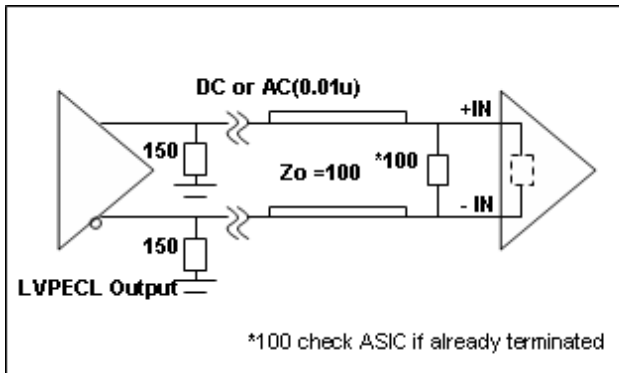 DC or AC(0.01u)
+IN
150
Zo =100
*100
- IN
150
LVPECL Output
*100 check ASIC if already terminated